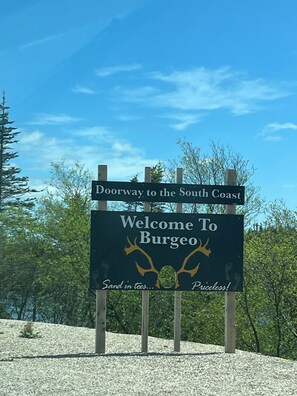 Doorway to the South Coast
Welcome To
Burgeo
Sand in toes... Priceless!